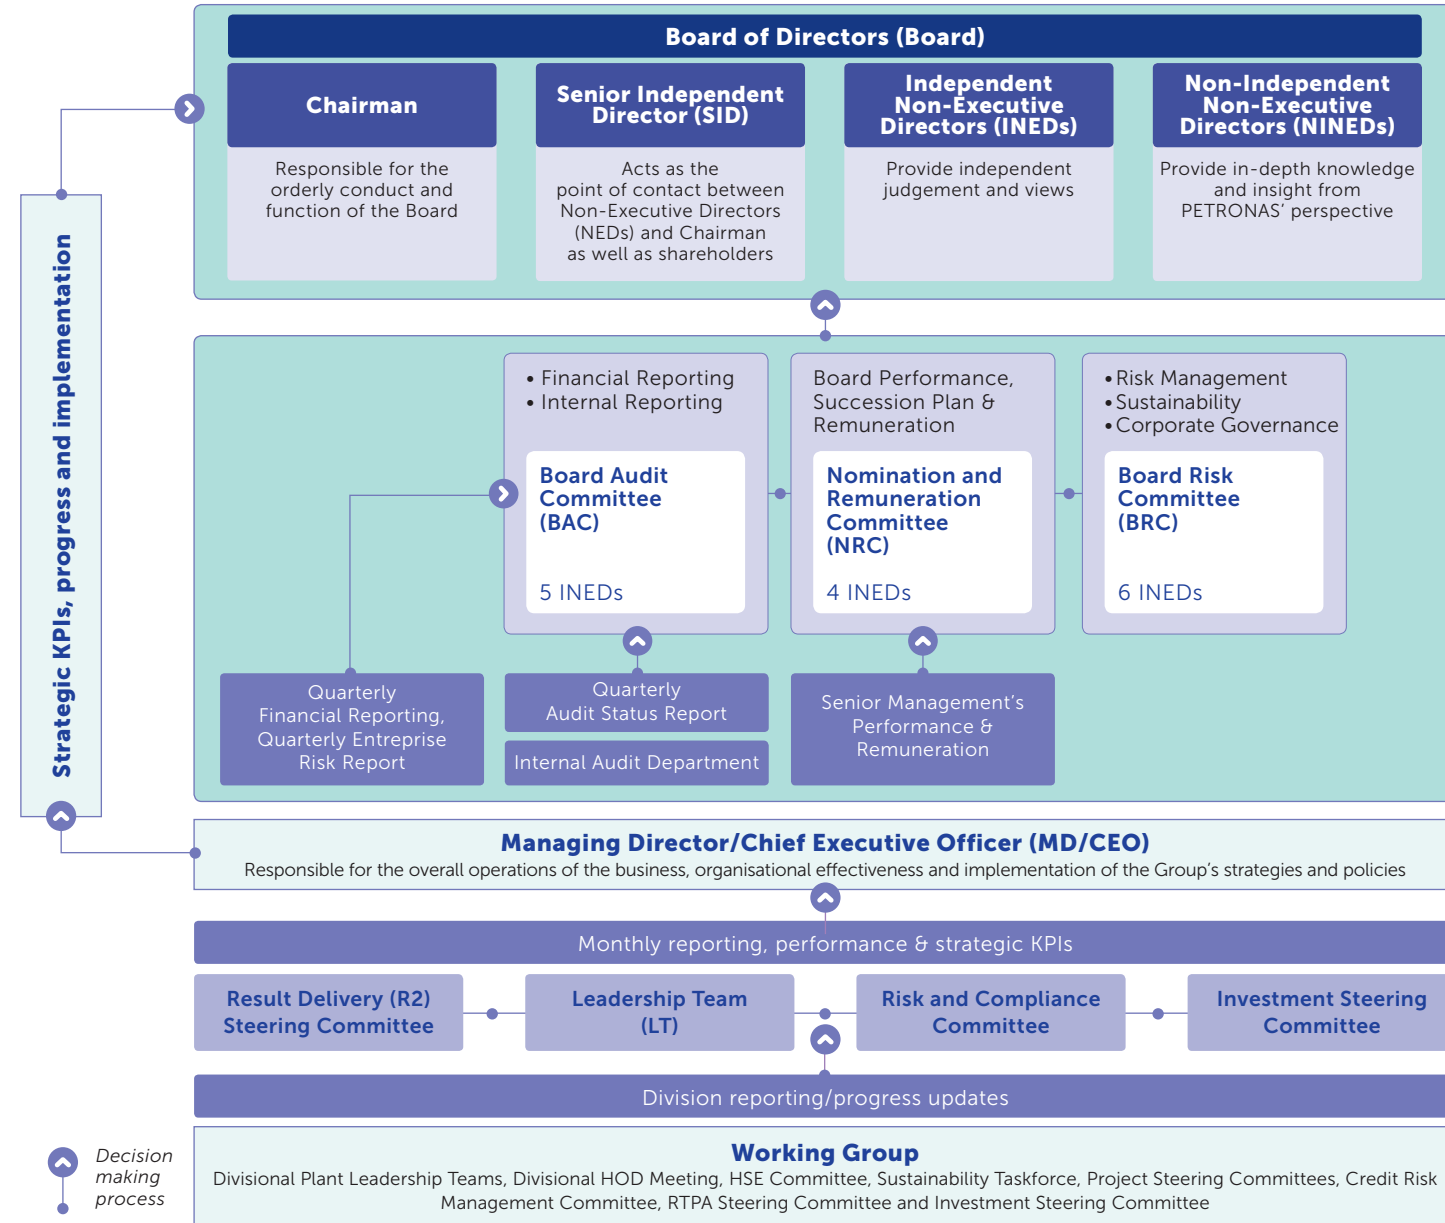 Board of Directors (Board)
Chairman
Responsible for the
orderly conduct and
function of the Board
Senior Independent
Director (SID)
Acts as the
point of contact between
Non-Executive Directors
(NEDs) and Chairman
as well as shareholders
Independent
Non-Executive
Directors (INEDs)
Provide independent
judgement and views
Non-Independent
Non-Executive
Directors (NINEDs)
Provide in-depth knowledge
and insight from
PETRONAS’ perspective
Strategic KPIs, progress and implementation
• Financial Reporting
• Internal Reporting
Board Audit
Committee
(BAC)
5 INEDs
Board Performance,
Succession Plan &
Remuneration
Nomination and
Remuneration
Committee
(NRC)
4 INEDs
• Risk Management
• Sustainability
• Corporate Governance
Board Risk
Committee
(BRC)
6 INEDs
Quarterly
Financial Reporting,
Quarterly Entreprise
Risk Report
Quarterly
Audit Status Report
Internal Audit Department
Senior Management’s
Performance &
Remuneration
Managing Director/Chief Executive Officer (MD/CEO)
Responsible for the overall operations of the business, organisational effectiveness and implementation of the Group’s strategies and policies
Monthly reporting, performance & strategic KPIs
Result Delivery (R2)
Steering Committee
Leadership Team
(LT)
Risk and Compliance
Committee
Investment Steering
Committee
Division reporting/progress updates
Working Group
Divisional Plant Leadership Teams, Divisional HOD Meeting, HSE Committee, Sustainability Taskforce, Project Steering Committees, Credit Risk
Management Committee, RTPA Steering Committee and Investment Steering Committee
Decision
making
process